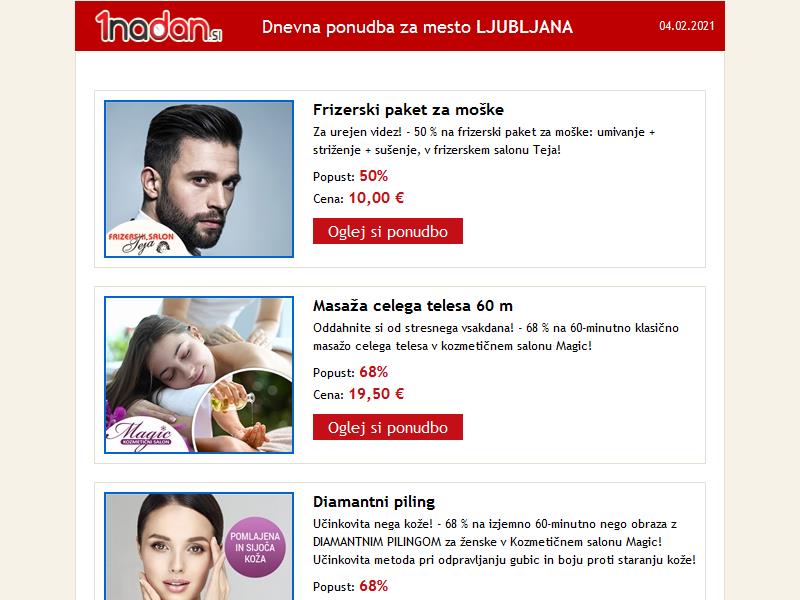 1nadan.si
Dnevna ponudba za mesto LJUBLJANA
04.02.2021
Frizerski paket za moške
Za urejen videz! - 50 % na frizerski paket za moške: umivanje +
striženje + sušenje, v frizerskem salonu Teja!
Popust: 50%
Cena: 10,00 €
Oglej si ponudbo
FRIZERSKI SALON
Teja
Masaža celega telesa 60 m
Oddahnite si od stresnega vsakdana! - 68 % na 60-minutno klasično
masažo celega telesa v kozmetičnem salonu Magic!
Popust: 68%
Cena: 19,50 €
Oglej si ponudbo
Magic
KOZMETIČNI SALON
Diamantni piling
Učinkovita nega kože! - 68 % na izjemno 60-minutno nego obraza z
DIAMANTNIM PILINGOM za ženske v Kozmetičnem salonu Magic!
Učinkovita metoda pri odpravljanju gubic in boju proti staranju kože!
Popust: 68%
POMLAJENA
IN SIJOČA
KOŽA